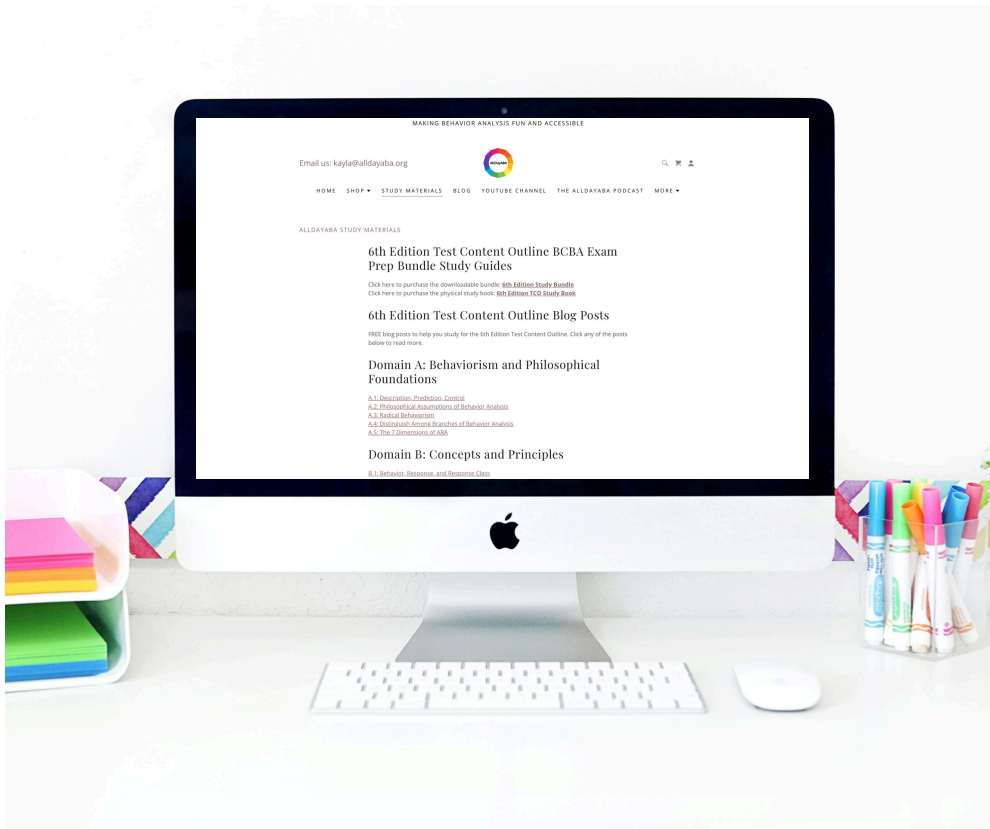 MAKING BEHAVIOR ANALYSIS FUN AND ACCESSIBLE
Email us: kayla@alldayaba.org
AllDayABA
HOME SHOP STUDY MATERIALS BLOG YOUTUBE CHANNEL THE ALLDAYABA PODCAST MORE
ALLDAYABA STUDY MATERIALS
6th Edition Test Content Outline BCBA Exam
Prep Bundle Study Guides
Click here to purchase the downloadable bundle: 6th Edition Study Bundle
Click here to purchase the physical study book: 6th Edition TCO Study Book
6th Edition Test Content Outline Blog Posts
FREE blog posts to help you study for the 6th Edition Test Content Outline. Click any of the posts
below to read more.
Domain A: Behaviorism and Philosophical
Foundations
A.1: Description, Prediction, Control
A.2: Philosophical Assumptions of Behavior Analysis
A.3: Radical Behaviorism
A.4: Distinguish Among Branches of Behavior Analysis
A.5: The 7 Dimensions of ABA
Domain B: Concepts and Principles
B.1: Behavior, Response, and Response Class